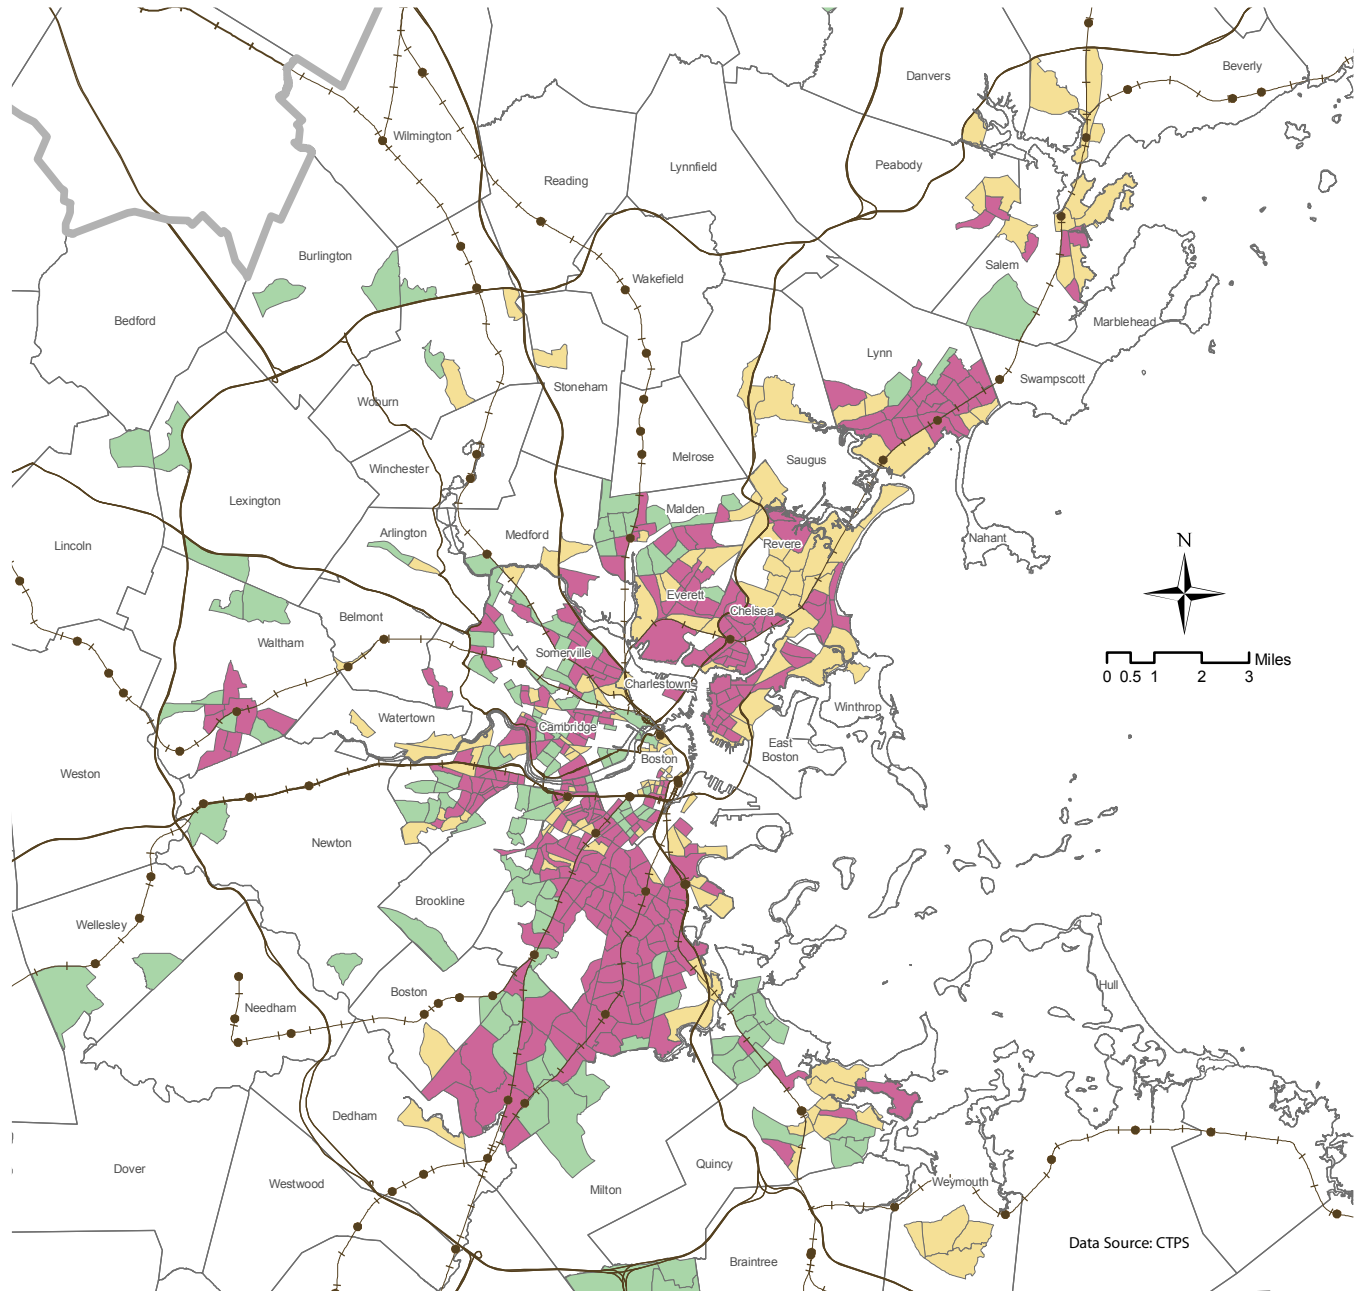 Danvers
Beverly
Wilmington
Peabody
Lynnfield
Reading
Burlington
Salem
Wakefield
Bedford
Marblehead
Lynn
Swampscott
Stoneham
Woburn
Melrose
Saugus
Winchester
Lexington
Malden
Arlington
Medford
Revere
Nahant
N
Lincoln
Everett
Chelsea
Belmont
Waltham
Somerville
Miles
0 0.5 1 2 3
Charlestown
Winthrop
Watertown
Cambridge
East
Boston
Boston
Weston
Newton
Brookline
Wellesley
Hull
Boston
Needham
Dedham
Quincy
Dover
Westwood
Milton
Weymouth
Data Source: CTPS
Braintree